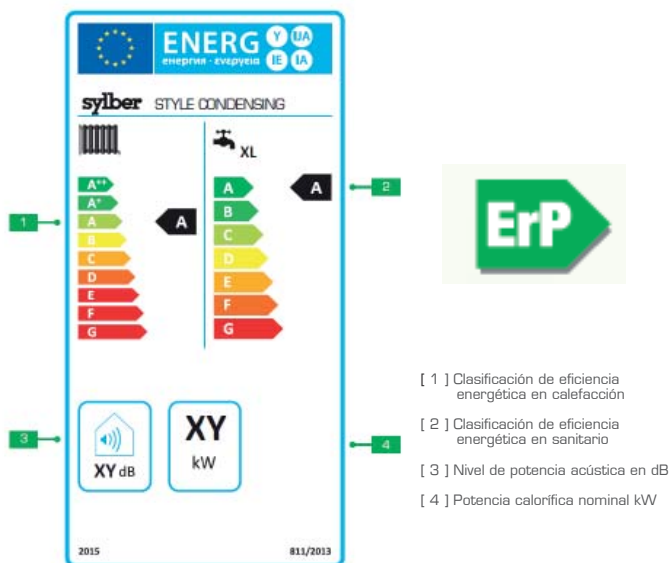 ENERG Y UA
енергия · ενεργεια IE IA
sylber STYLE CONDENSING
XL
A++
A+
A
B
C
D
E
F
G
A
A
B
C
D
E
F
G
A
1
2
ErP
3
XY dB
XY
kW
4
2015 811/2013
[ 1 ] Clasificación de eficiencia
energética en calefacción
[ 2 ] Clasificación de eficiencia
energética en sanitario
[ 3 ] Nivel de potencia acústica en dB
[ 4 ] Potencia calorífica nominal kW